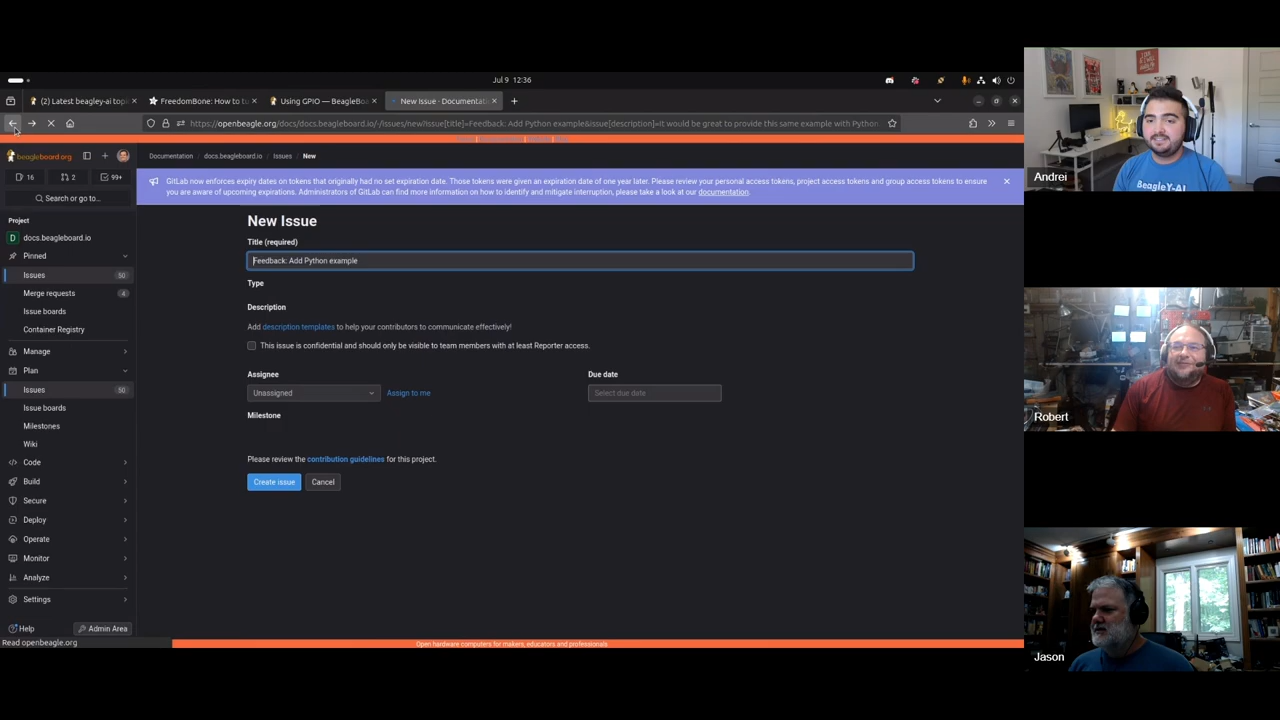 Jul 9 12:36
(2) Latest beagley-ai topi
FreedomBone: How to tu
Using GPIO — BeagleBoa
New Issue · Documentati
https://openbeagle.org/docs/docs.beagleboard.io/-/issues/new?issue[title]=Feedback: Add Python example&issue[description]=It would be great to provide this same example with Python
beagleboard.org
Documentation
docs.beagleboard.io
Issues
New
16
2
99+
GitLab now enforces expiry dates on tokens that originally had no set expiration date. Those tokens were given an expiration date of one year later. Please review your personal access tokens, project access tokens and group access tokens to ensure
you are aware of upcoming expirations. Administrators of GitLab can find more information on how to identify and mitigate interruption, please take a look at our documentation.
Search or go to...
Project
D docs.beagleboard.io
Pinned
Issues 50
Merge requests 4
Issue boards
Container Registry
Manage
Plan
Issues 50
Issue boards
Milestones
Wiki
Code
Build
Secure
Deploy
Operate
Monitor
Analyze
Settings
Help
Admin Area
Read openbeagle.org
New Issue
Title (required)
Feedback: Add Python example
Type
Description
Add description templates to help your contributors to communicate effectively!
This issue is confidential and should only be visible to team members with at least Reporter access.
Assignee
Due date
Unassigned
Assign to me
Select due date
Milestone
Please review the contribution guidelines for this project.
Create issue
Cancel
Open hardware computers for makers, educators and professionals
Andrei
BeagleY-AI
Robert
Jason